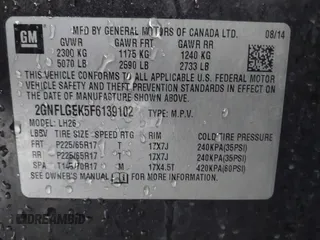 GM
MFD BY GENERAL MOTORS OF CANADA LTD. 08/14
GVWR GAWR FRT GAWR RR
2300 KG 1175 KG 1240 KG
5070 LB 2590 LB 2733 LB
THIS VEHICLE CONFORMS TO ALL APPLICABLE U.S. FEDERAL MOTOR
VEHICLE SAFETY AND THEFT PREVENTION STANDARDS IN EFFECT ON
THE DATE OF MANUFACTURE SHOWN ABOVE.
2GNFLGEK5F6139102 TYPE: M.P.V.
MODEL: LH26
TIRE SIZE SPEED RTG RIM COLD TIRE PRESSURE
FRT P225/65R17 T 17X7J 240KPA(35PSI)
RR P225/65R17 T 17X7J 240KPA(35PSI)
SPA M 17X4.5T 420KPA(60PSI)
SEE OWNER'S MANUAL
DREAMBID